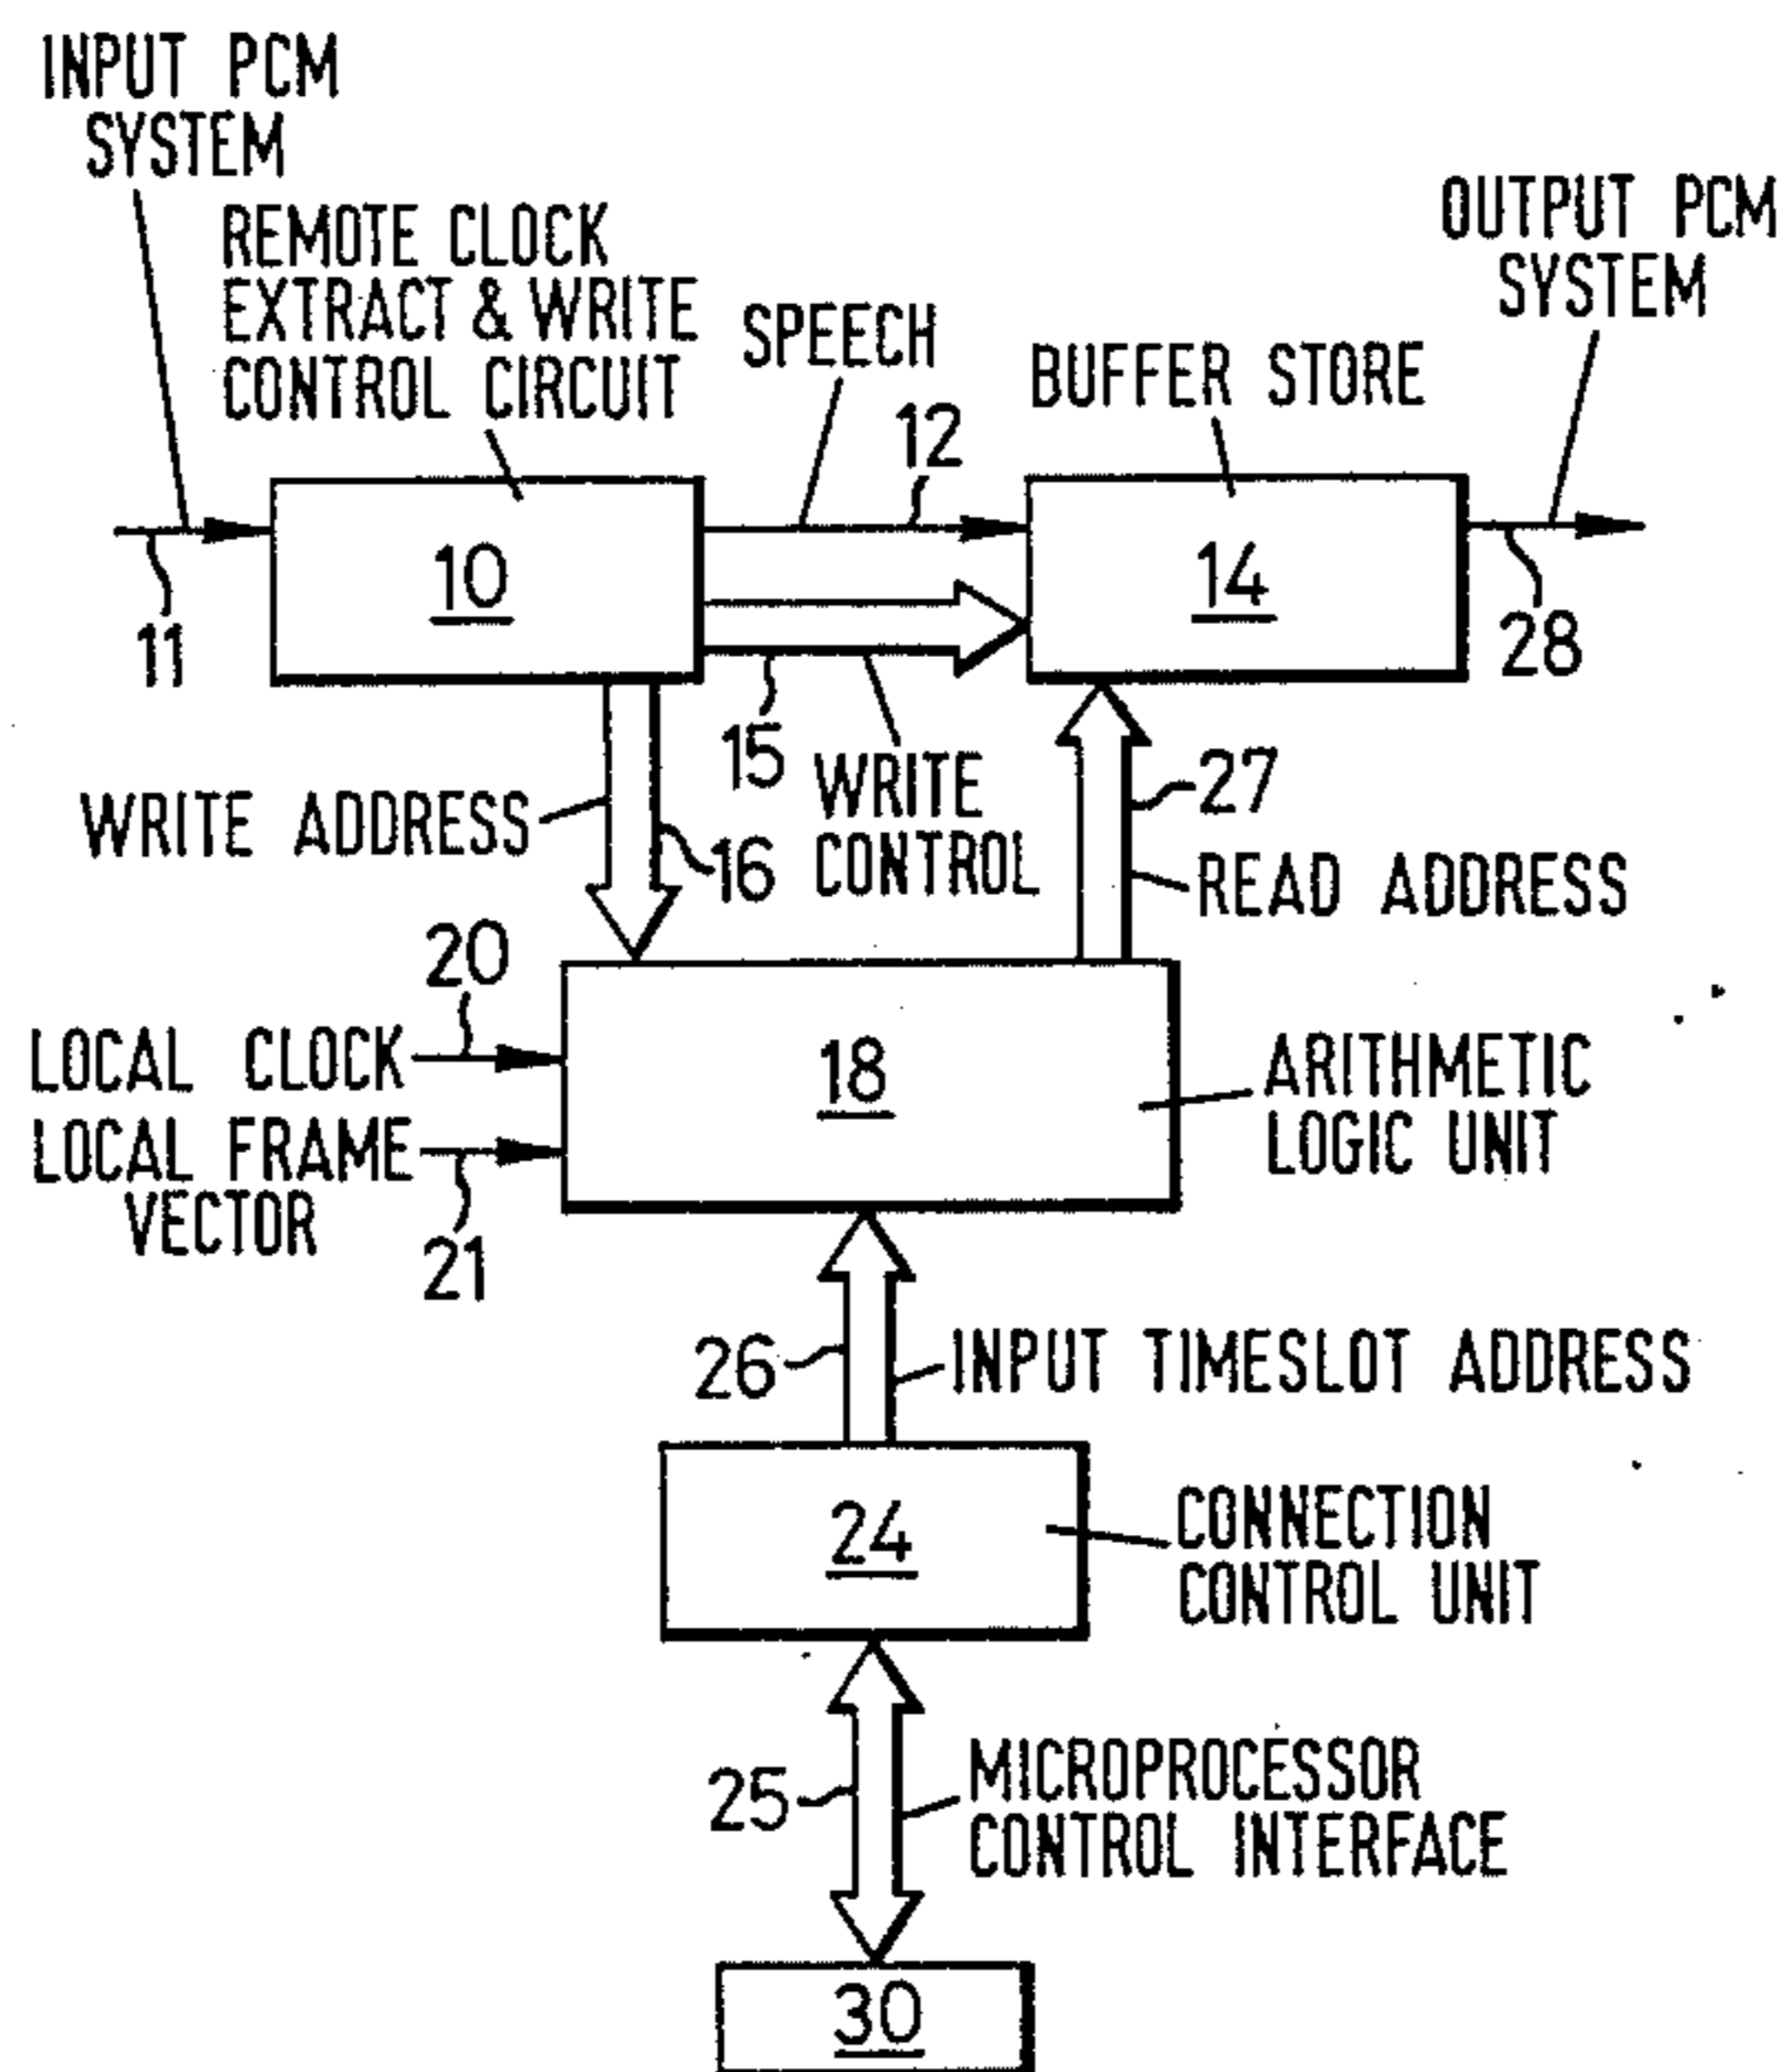 INPUT PCM
SYSTEM
REMOTE CLOCK
EXTRACT & WRITE
CONTROL CIRCUIT
SPEECH
12
BUFFER STORE
OUTPUT PCM
SYSTEM
10
14
11
28
15
WRITE
CONTROL
WRITE ADDRESS
16
27
READ ADDRESS
20
LOCAL CLOCK
LOCAL FRAME
VECTOR
21
18
ARITHMETIC
LOGIC UNIT
26
INPUT TIMESLOT ADDRESS
24
CONNECTION
CONTROL UNIT
25
MICROPROCESSOR
CONTROL INTERFACE
30